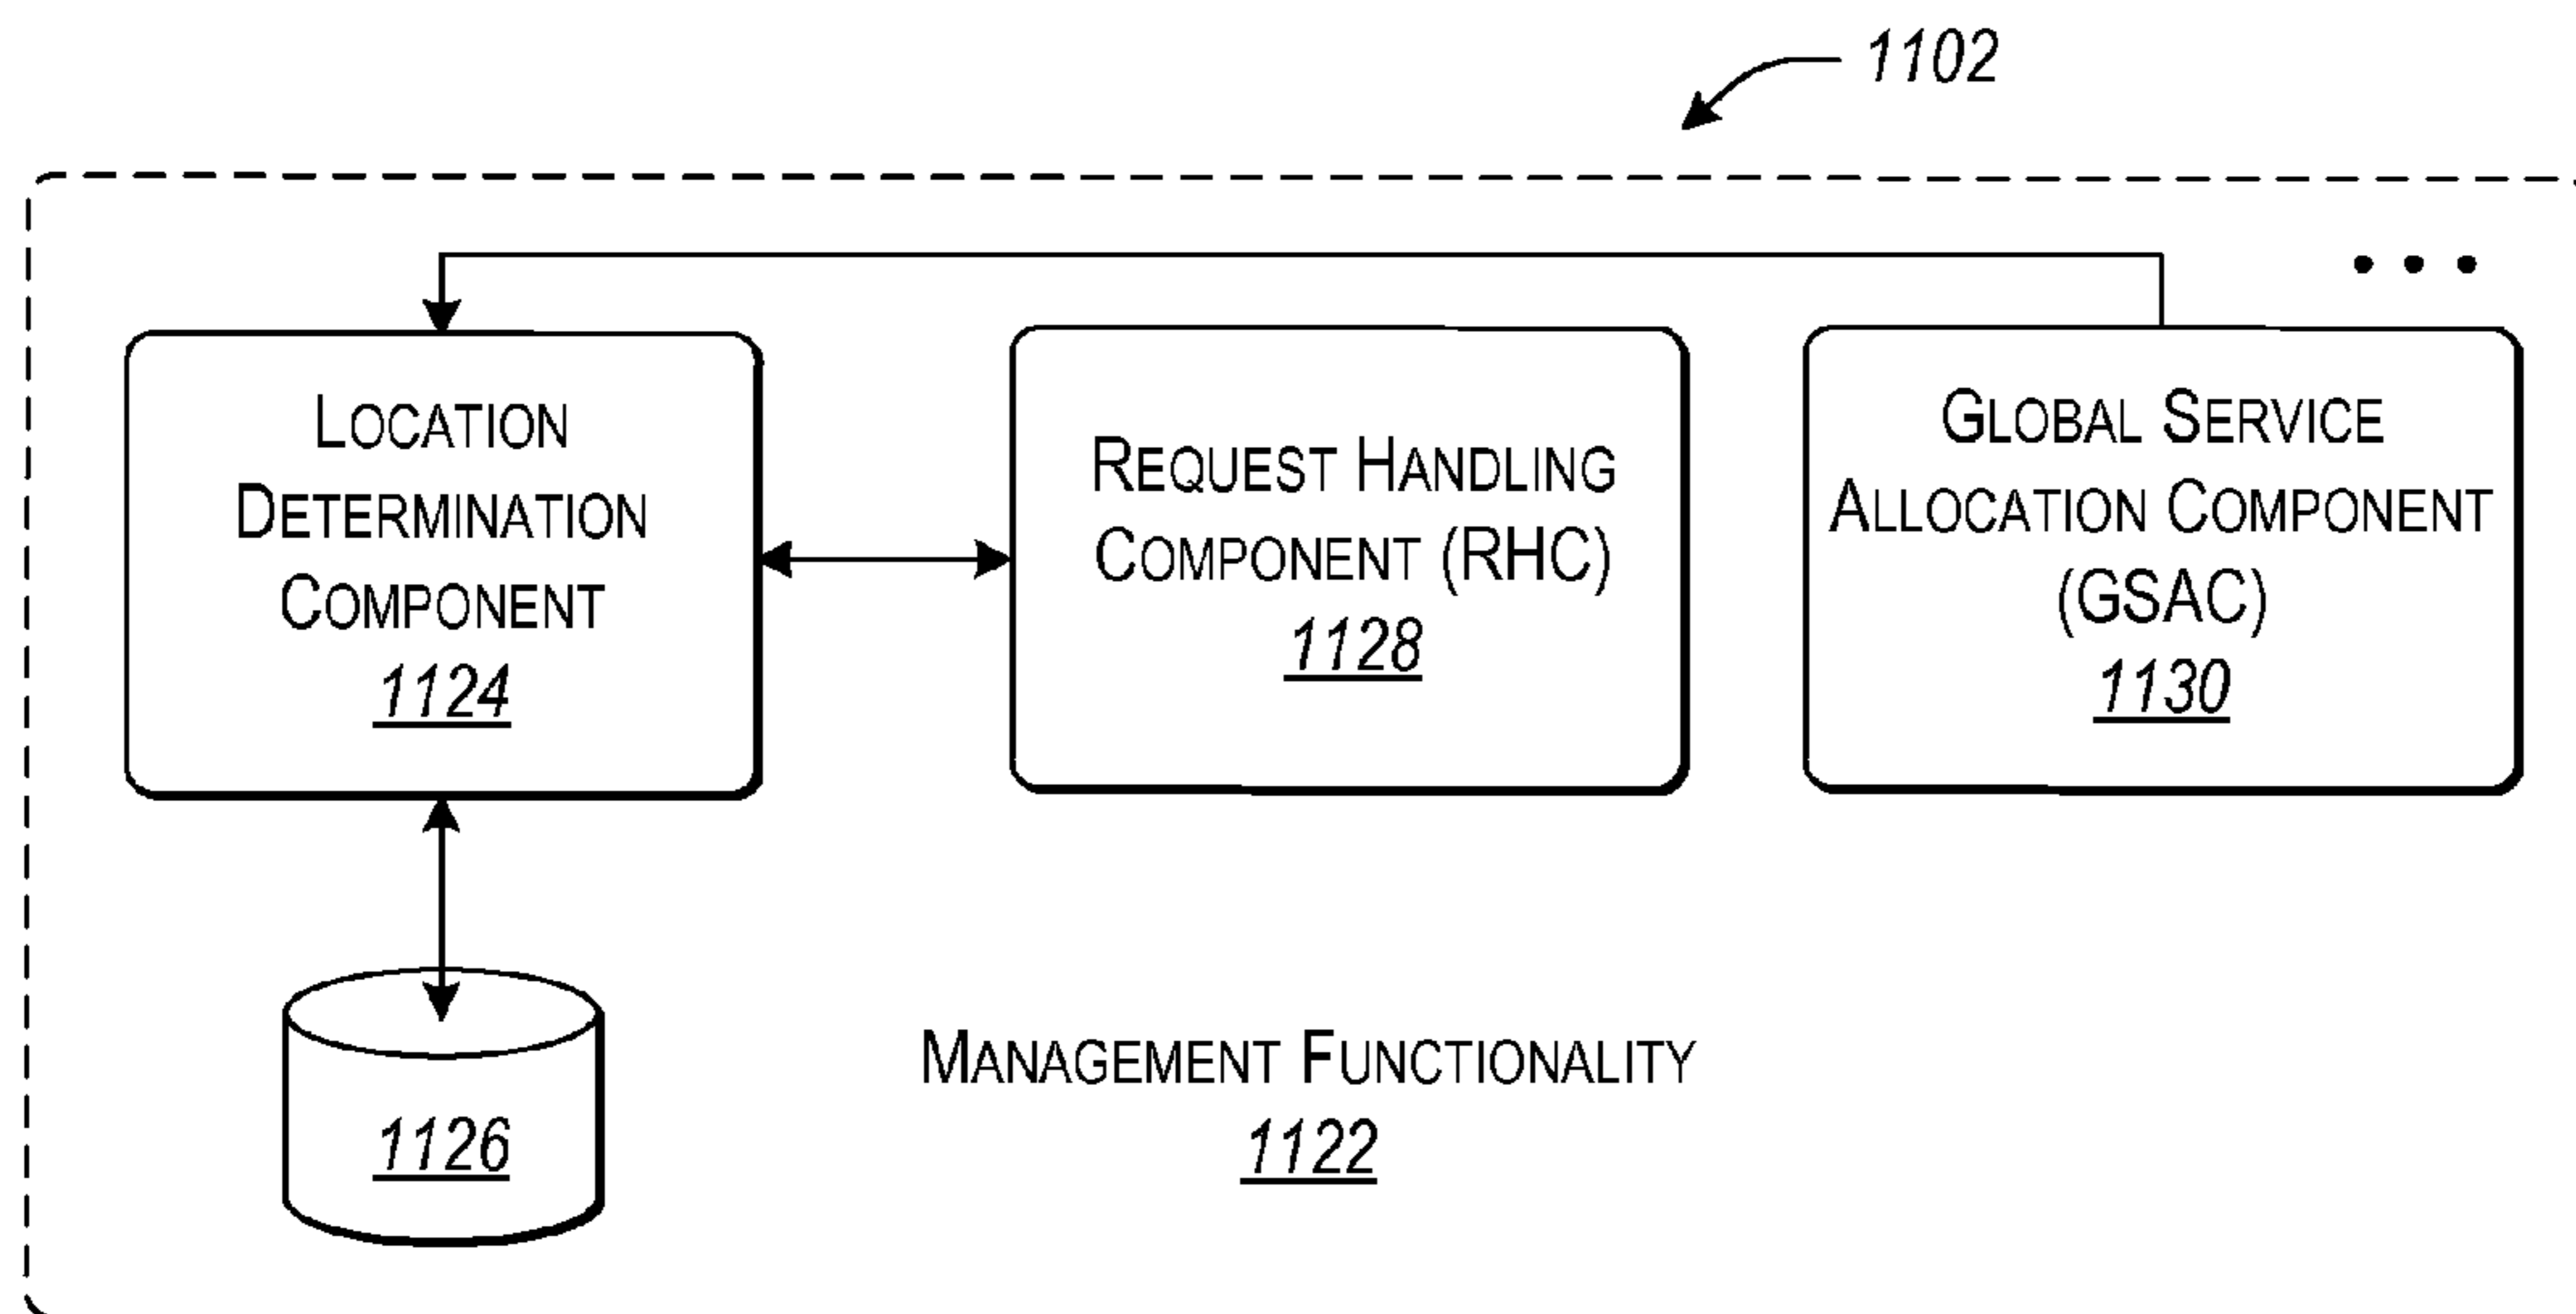 1102
LOCATION
DETERMINATION
COMPONENT
1124
REQUEST HANDLING
COMPONENT (RHC)
1128
GLOBAL SERVICE
ALLOCATION COMPONENT
(GSAC)
1130
1126
MANAGEMENT FUNCTIONALITY
1122